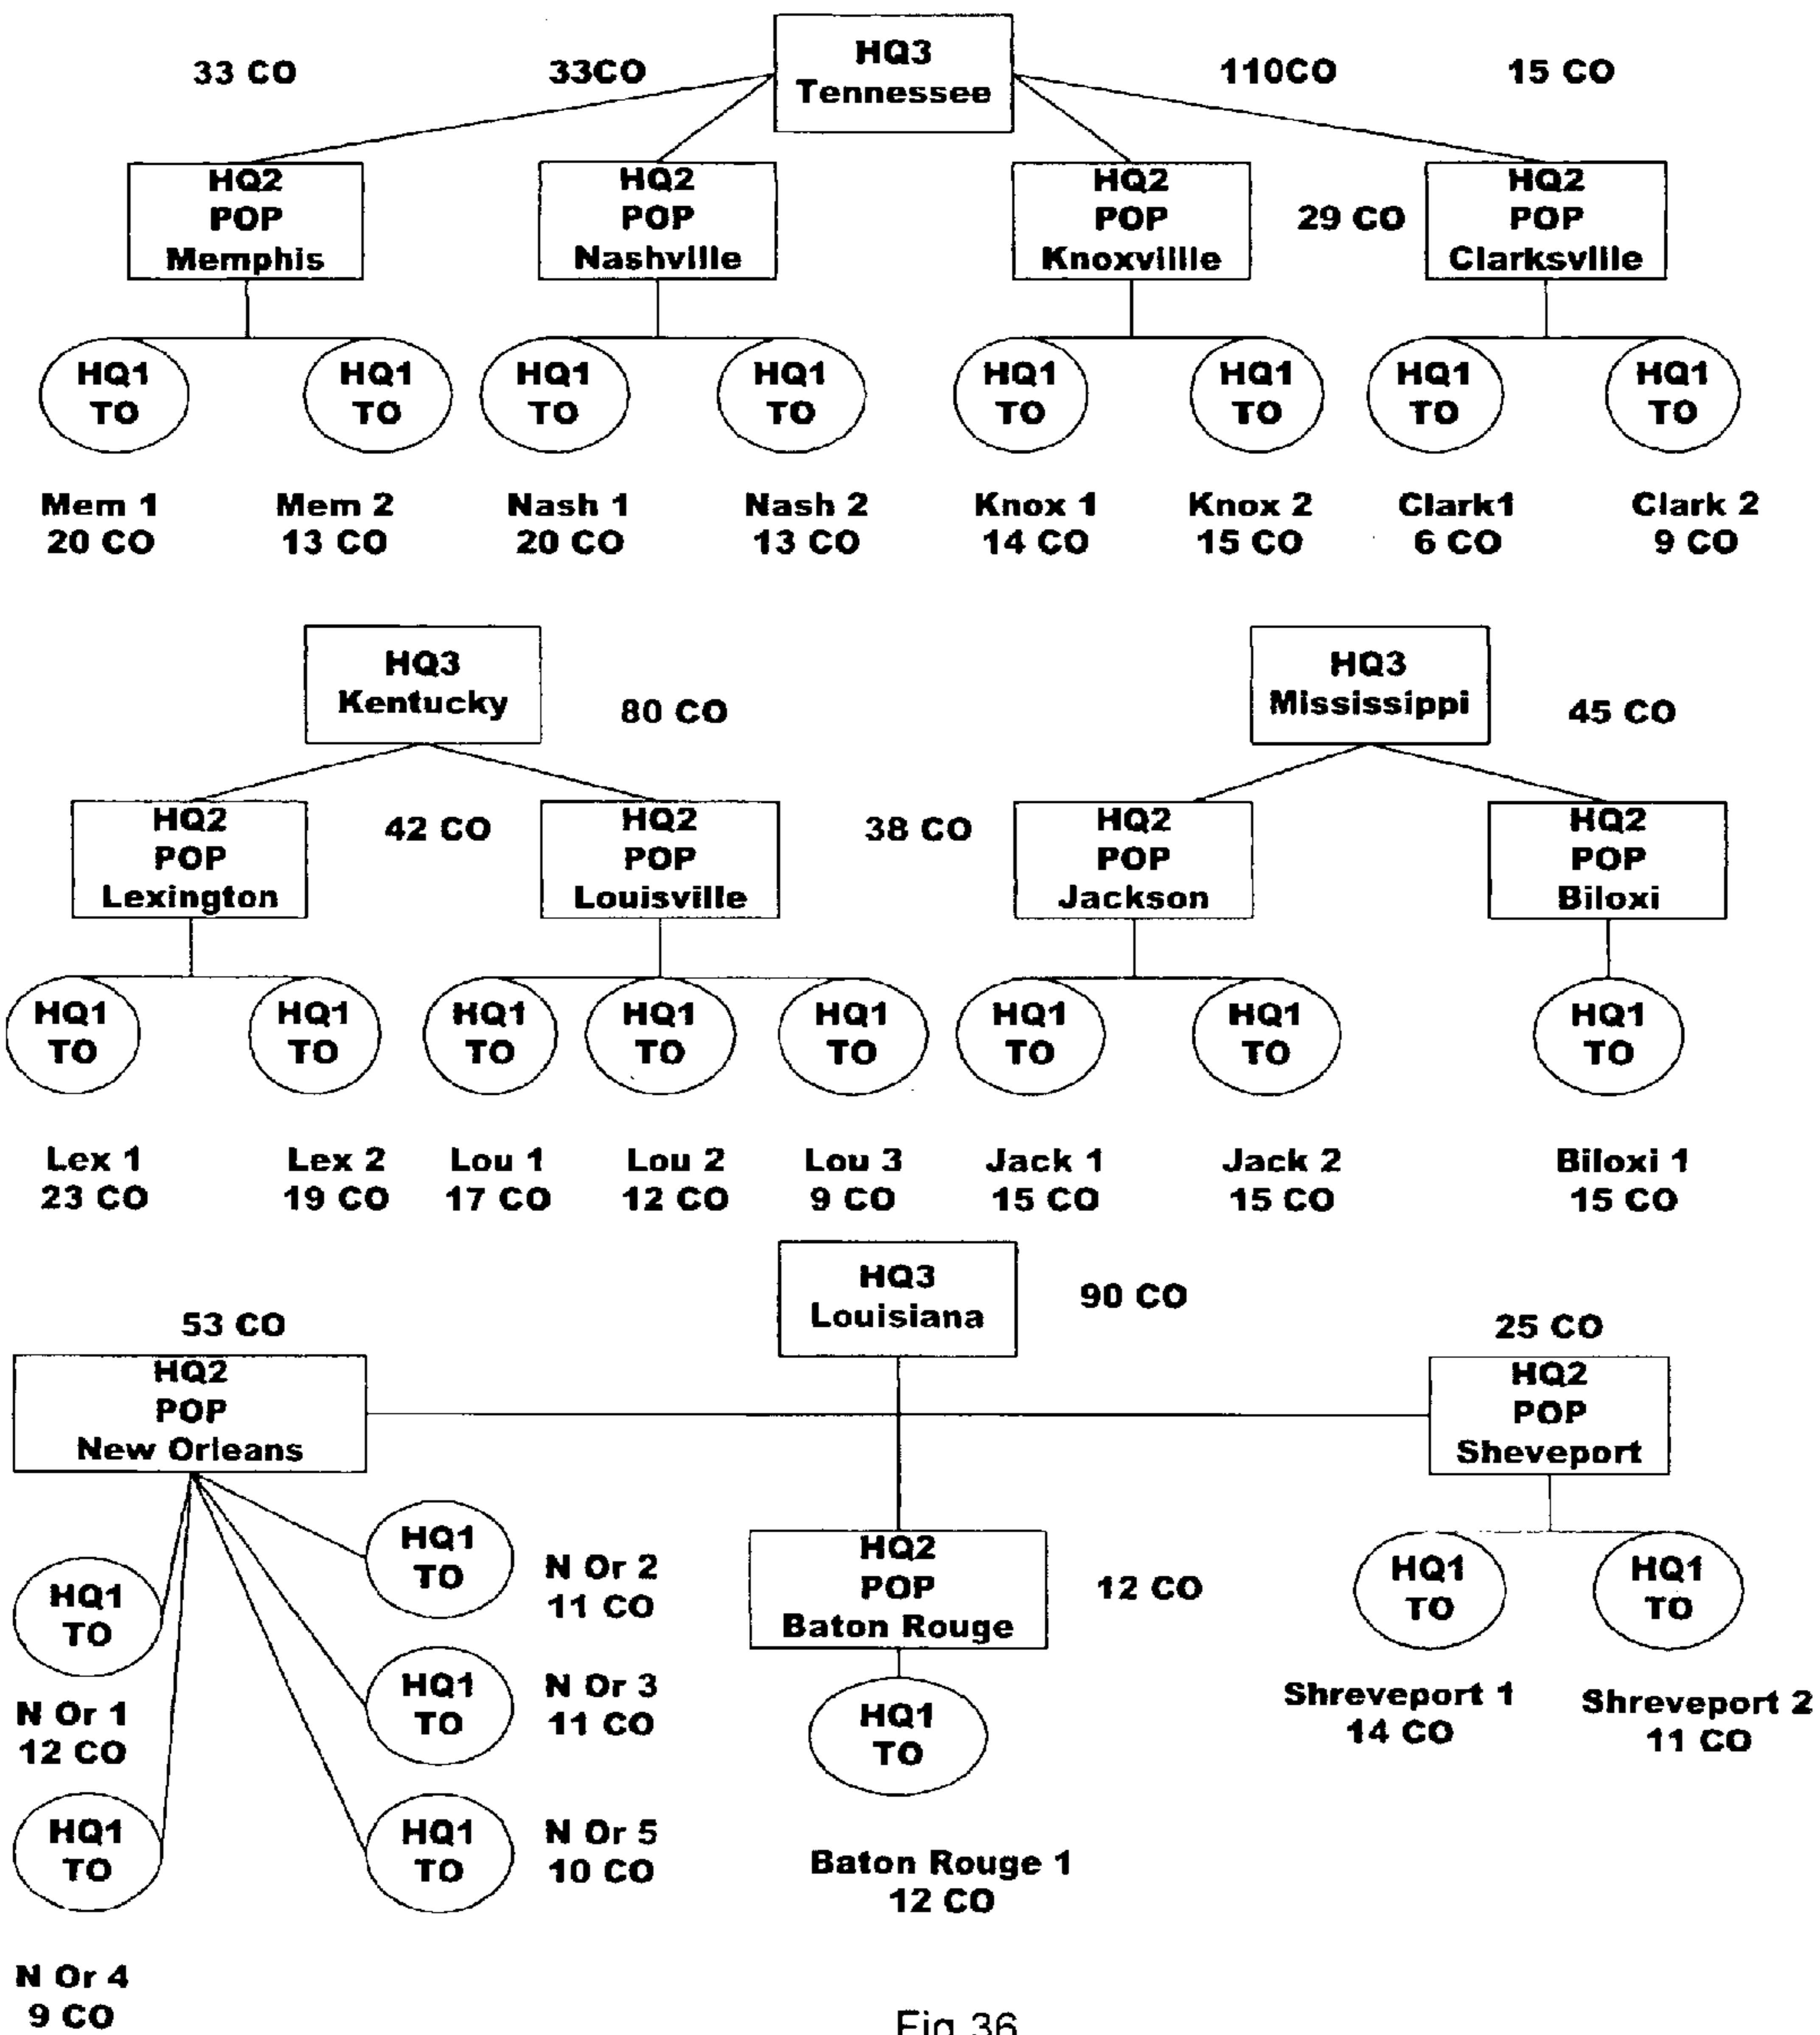 33 CO
33CO
HQ3
Tennessee
110CO
15 CO
HQ2
POP
Memphis
HQ2
POP
Nashville
HQ2
POP
Knoxvillle
29 CO
HQ2
POP
Clarksville
HQ1
TO
HQ1
TO
HQ1
TO
HQ1
TO
HQ1
TO
HQ1
TO
HQ1
TO
HQ1
TO
Mem 1
20 CO
Mem 2
13 CO
Nash 1
20 CO
Nash 2
13 CO
Knox 1
14 CO
Knox 2
15 CO
Clark1
6 CO
Clark 2
9 CO
HQ3
Kentucky
80 CO
HQ3
Mississippi
45 CO
HQ2
POP
Lexington
42 CO
HQ2
POP
Louisville
38 CO
HQ2
POP
Jackson
HQ2
POP
Biloxi
HQ1
TO
HQ1
TO
HQ1
TO
HQ1
TO
HQ1
TO
HQ1
TO
HQ1
TO
HQ1
TO
Lex 1
23 CO
Lex 2
19 CO
Lou 1
17 CO
Lou 2
12 CO
Lou 3
9 CO
Jack 1
15 CO
Jack 2
15 CO
Biloxi 1
15 CO
HQ3
Louisiana
90 CO
53 CO
HQ2
POP
New Orleans
25 CO
HQ2
POP
Sheveport
HQ1
TO
N Or 2
11 CO
HQ1
TO
N Or 1
12 CO
HQ1
TO
N Or 3
11 CO
HQ1
TO
HQ1
TO
N Or 5
10 CO
N Or 4
9 CO
HQ2
POP
Baton Rouge
12 CO
HQ1
TO
Baton Rouge 1
12 CO
HQ1
TO
HQ1
TO
Shreveport 1
14 CO
Shreveport 2
11 CO
Fig 36